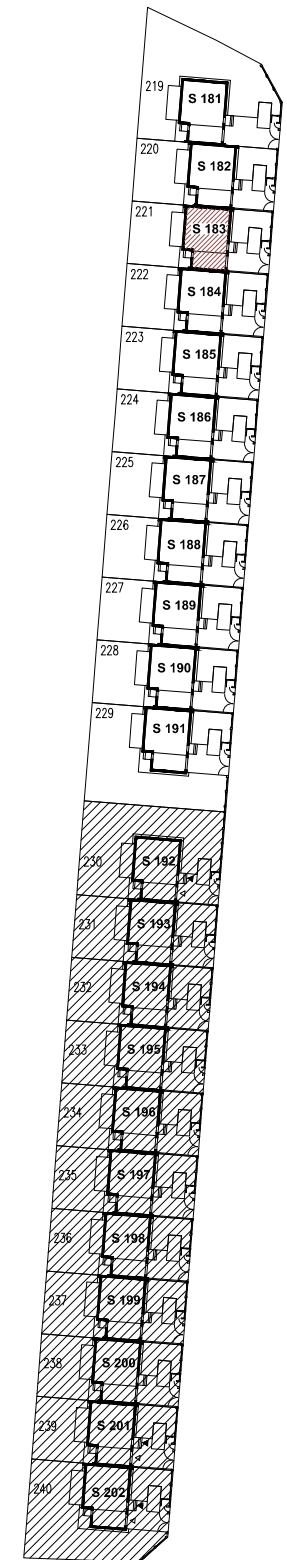 219
S 181
220
S 182
221
S 183
222
S 184
223
S 185
224
S 186
225
S 187
226
S 188
227
S 189
228
S 190
229
S 191
230
S 192
231
S 193
232
S 194
233
S 195
234
S 196
235
S 197
236
S 198
237
S 199
238
S 200
239
S 201
240
S 202